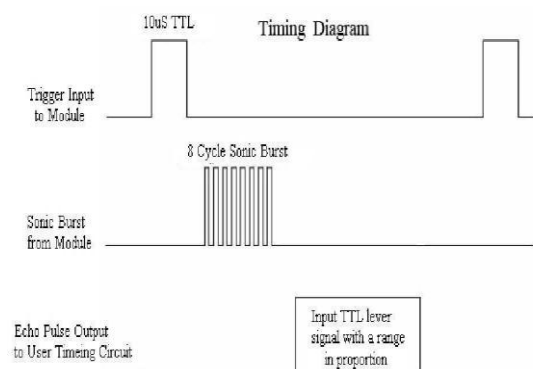 10uS TTL
Timing Diagram
Trigger Input
to Module
8 Cycle Sonic Burst
Sonic Burst
from Module
Echo Pulse Output
to User Timeing Circuit
Input TTL lever
signal with a range
in proportion